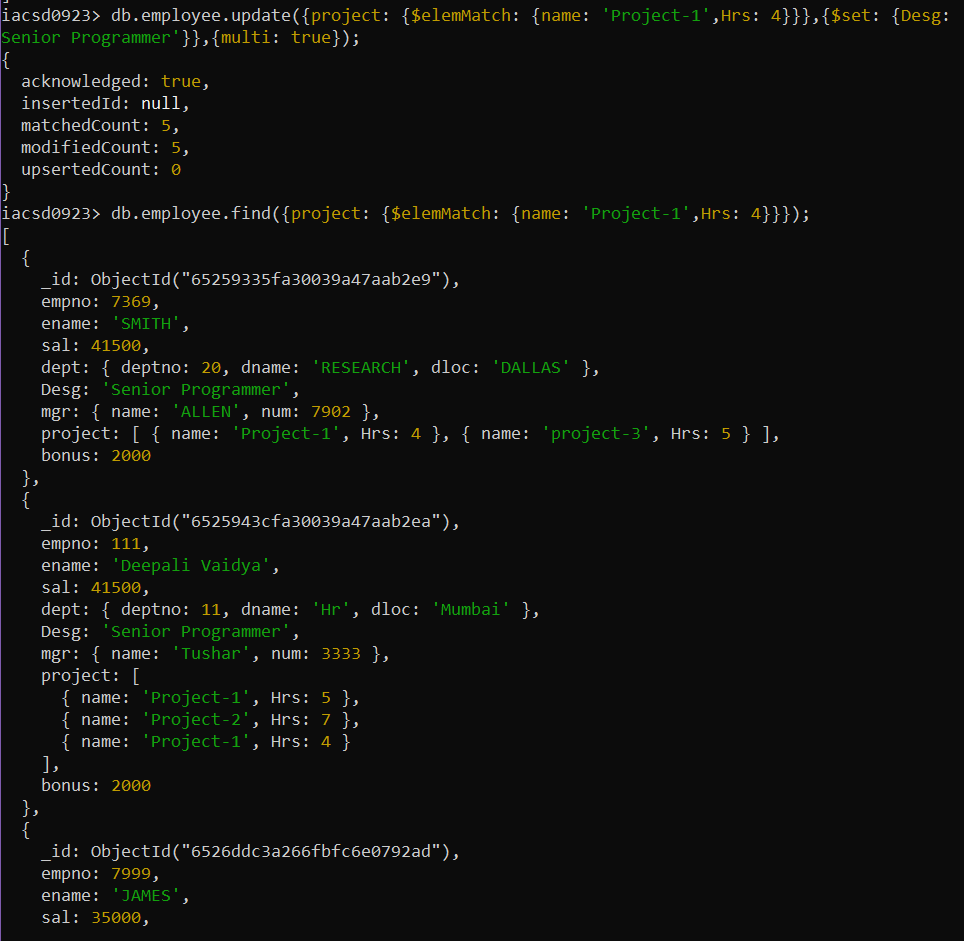 iacsd0923> db.employee.update({project: {$elemMatch: {name: 'Project-1',Hrs: 4}}},{$set: {Desg:
Senior Programmer'}},{multi: true});
{
  acknowledged: true,
  insertedId: null,
  matchedCount: 5,
  modifiedCount: 5,
  upsertedCount: 0
}
iacsd0923> db.employee.find({project: {$elemMatch: {name: 'Project-1',Hrs: 4}}});
[
  {
    _id: ObjectId("65259335fa30039a47aab2e9"),
    empno: 7369,
    ename: 'SMITH',
    sal: 41500,
    dept: { deptno: 20, dname: 'RESEARCH', dloc: 'DALLAS' },
    Desg: 'Senior Programmer',
    mgr: { name: 'ALLEN', num: 7902 },
    project: [ { name: 'Project-1', Hrs: 4 }, { name: 'project-3', Hrs: 5 } ],
    bonus: 2000
  },
  {
    _id: ObjectId("6525943cfa30039a47aab2ea"),
    empno: 111,
    ename: 'Deepali Vaidya',
    sal: 41500,
    dept: { deptno: 11, dname: 'Hr', dloc: 'Mumbai' },
    Desg: 'Senior Programmer',
    mgr: { name: 'Tushar', num: 3333 },
    project: [
      { name: 'Project-1', Hrs: 5 },
      { name: 'Project-2', Hrs: 7 },
      { name: 'Project-1', Hrs: 4 }
    ],
    bonus: 2000
  },
  {
    _id: ObjectId("6526ddc3a266fbfc6e0792ad"),
    empno: 7999,
    ename: 'JAMES',
    sal: 35000,